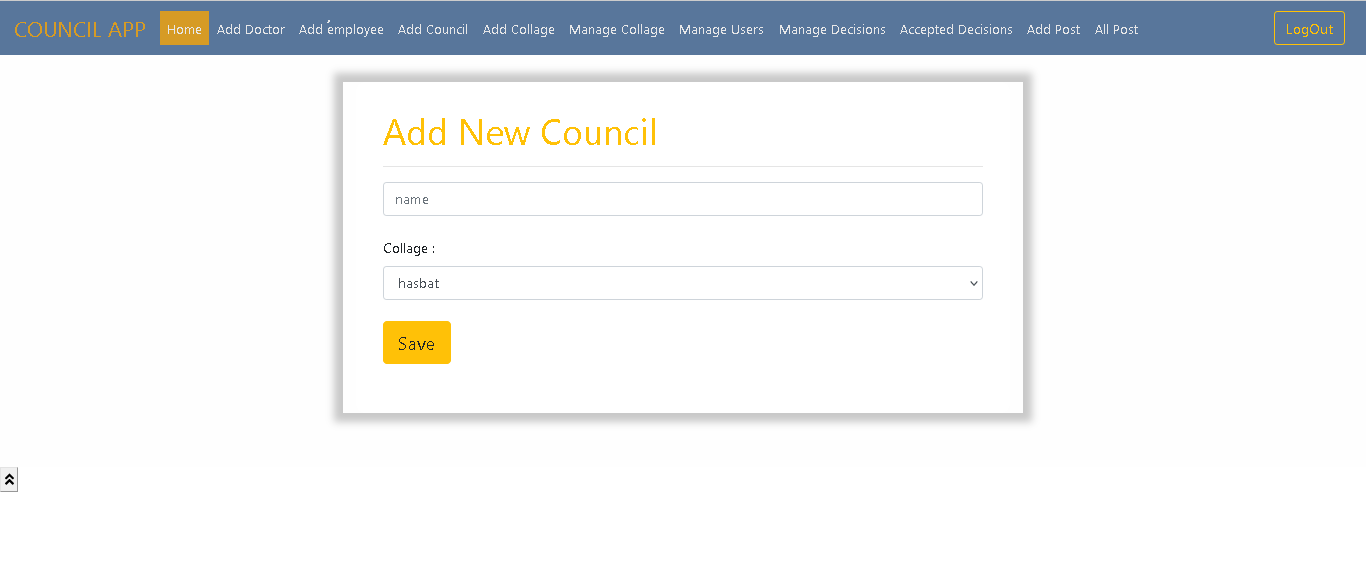 COUNCIL APP Home Add Doctor Add employee Add Council Add Collage Manage Collage Manage Users Manage Decisions Accepted Decisions Add Post All Post LogOut
Add New Council
name
Collage :
hasbat
Save